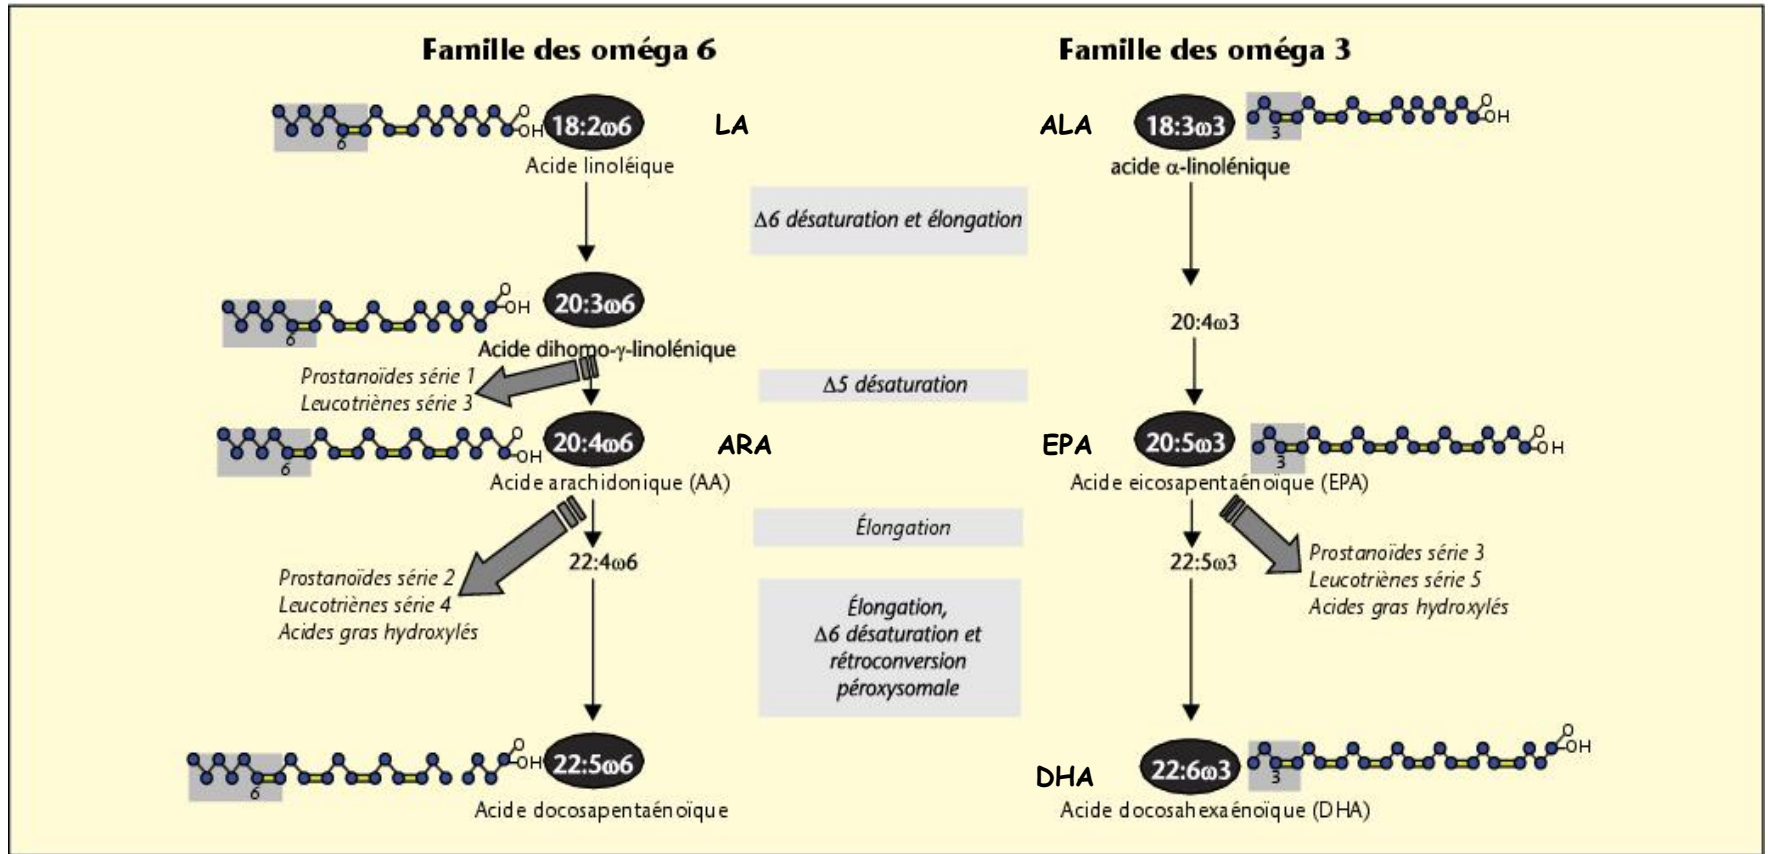 Famille des oméga 6
Famille des oméga 3
O
OH
6
18:2ω6
LA
Acide linoléique
ALA
18:3ω3
O
OH
3
acide α-linolénique
Δ6 désaturation et élongation
O
OH
6
20:3ω6
Acide dihomo-γ-linolénique
20:4ω3
Prostanoïdes série 1
Leucotriènes série 3
Δ5 désaturation
O
OH
6
20:4ω6
ARA
Acide arachidonique (AA)
EPA
20:5ω3
O
OH
3
Acide eicosapentaénoïque (EPA)
Élongation
22:4ω6
22:5ω3
Prostanoïdes série 2
Leucotriènes série 4
Acides gras hydroxylés
Prostanoïdes série 3
Leucotriènes série 5
Acides gras hydroxylés
Élongation,
Δ6 désaturation et
rétroconversion
péroxysomale
O
OH
6
22:5ω6
Acide docosapentaénoïque
DHA
22:6ω3
O
OH
3
Acide docosahexaénoïque (DHA)